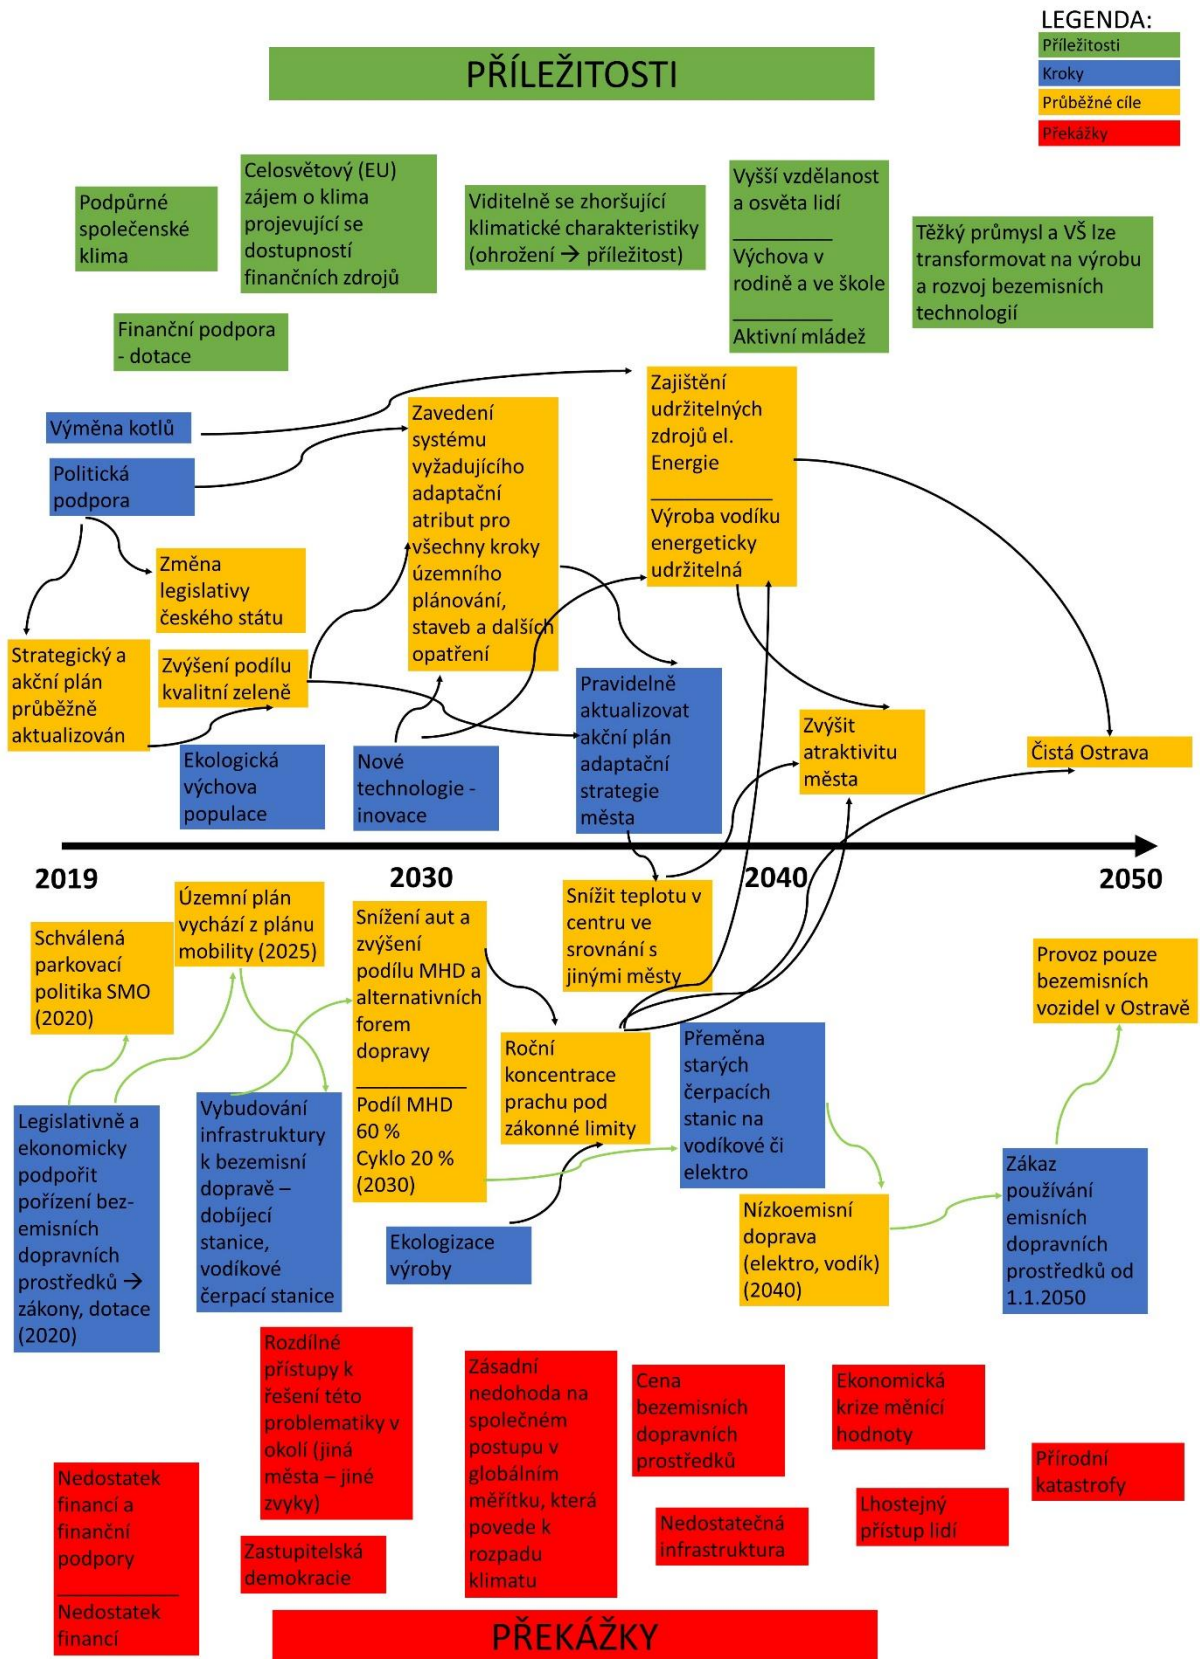 LEGENDA:
Příležitosti
Kroky
Průběžné cíle
Překážky
PŘÍLEŽITOSTI
Podpůrné
společenské
klima
Celosvětový (EU)
zájem o klima
projevující se
dostupností
finančních zdrojů
Viditelně se zhoršující
klimatické charakteristiky
(ohrožení → příležitost)
Vyšší vzdělanost
a osvěta lidí
Výchova v
rodině a ve škole
Aktivní mládež
Těžký průmysl a VŠ lze
transformovat na výrobu
a rozvoj bezemisních
technologií
Finanční podpora
- dotace
Výměna kotlů
Politická
podpora
Změna
legislativy
českého státu
Strategický a
akční plán
průběžně
aktualizován
Zvýšení podílu
kvalitní zeleně
Ekologická
výchova
populace
Zavedení
systému
vyžadujícího
adaptační
atribut pro
všechny kroky
územního
plánování,
staveb a dalších
opatření
Nové
technologie -
inovace
Zajištění
udržitelných
zdrojů el.
Energie
Výroba vodíku
energeticky
udržitelná
Pravidelně
aktualizovat
akční plán
adaptační
strategie
města
Zvýšit
atraktivitu
města
Čistá Ostrava
2019
2030
2040
2050
Schválená
parkovací
politika SMO
(2020)
Územní plán
vychází z plánu
mobility (2025)
Snížení aut a
zvýšení
podílu MHD a
alternativních
forem
dopravy
Podíl MHD
60 %
Cyklo 20 %
(2030)
Snížit teplotu v
centru ve
srovnání s
jinými městy
Provoz pouze
bezemisních
vozidel v Ostravě
Legislativně a
ekonomicky
podpořit
pořízení bez-
emisních
dopravních
prostředků →
zákony, dotace
(2020)
Vybudování
infrastruktury
k bezemisní
dopravě –
dobíjecí
stanice,
vodíkové
čerpací stanice
Roční
koncentrace
prachu pod
zákonné limity
Ekologizace
výroby
Přeměna
starých
čerpacích
stanic na
vodíkové či
elektro
Nízkoemisní
doprava
(elektro, vodík)
(2040)
Zákaz
používání
emisních
dopravních
prostředků od
1.1.2050
Rozdílné
přístupy k
řešení této
problematiky v
okolí (jiná
města – jiné
zvyky)
Zásadní
nedohoda na
společném
postupu v
globálním
měřítku, která
povede k
rozpadu
klimatu
Cena
bezemisních
dopravních
prostředků
Ekonomická
krize měnící
hodnoty
Přírodní
katastrofy
Nedostatek
financí a
finanční
podpory
Nedostatek
financí
Zastupitelská
demokracie
Nedostatečná
infrastruktura
Lhostejný
přístup lidí
PŘEKÁŽKY